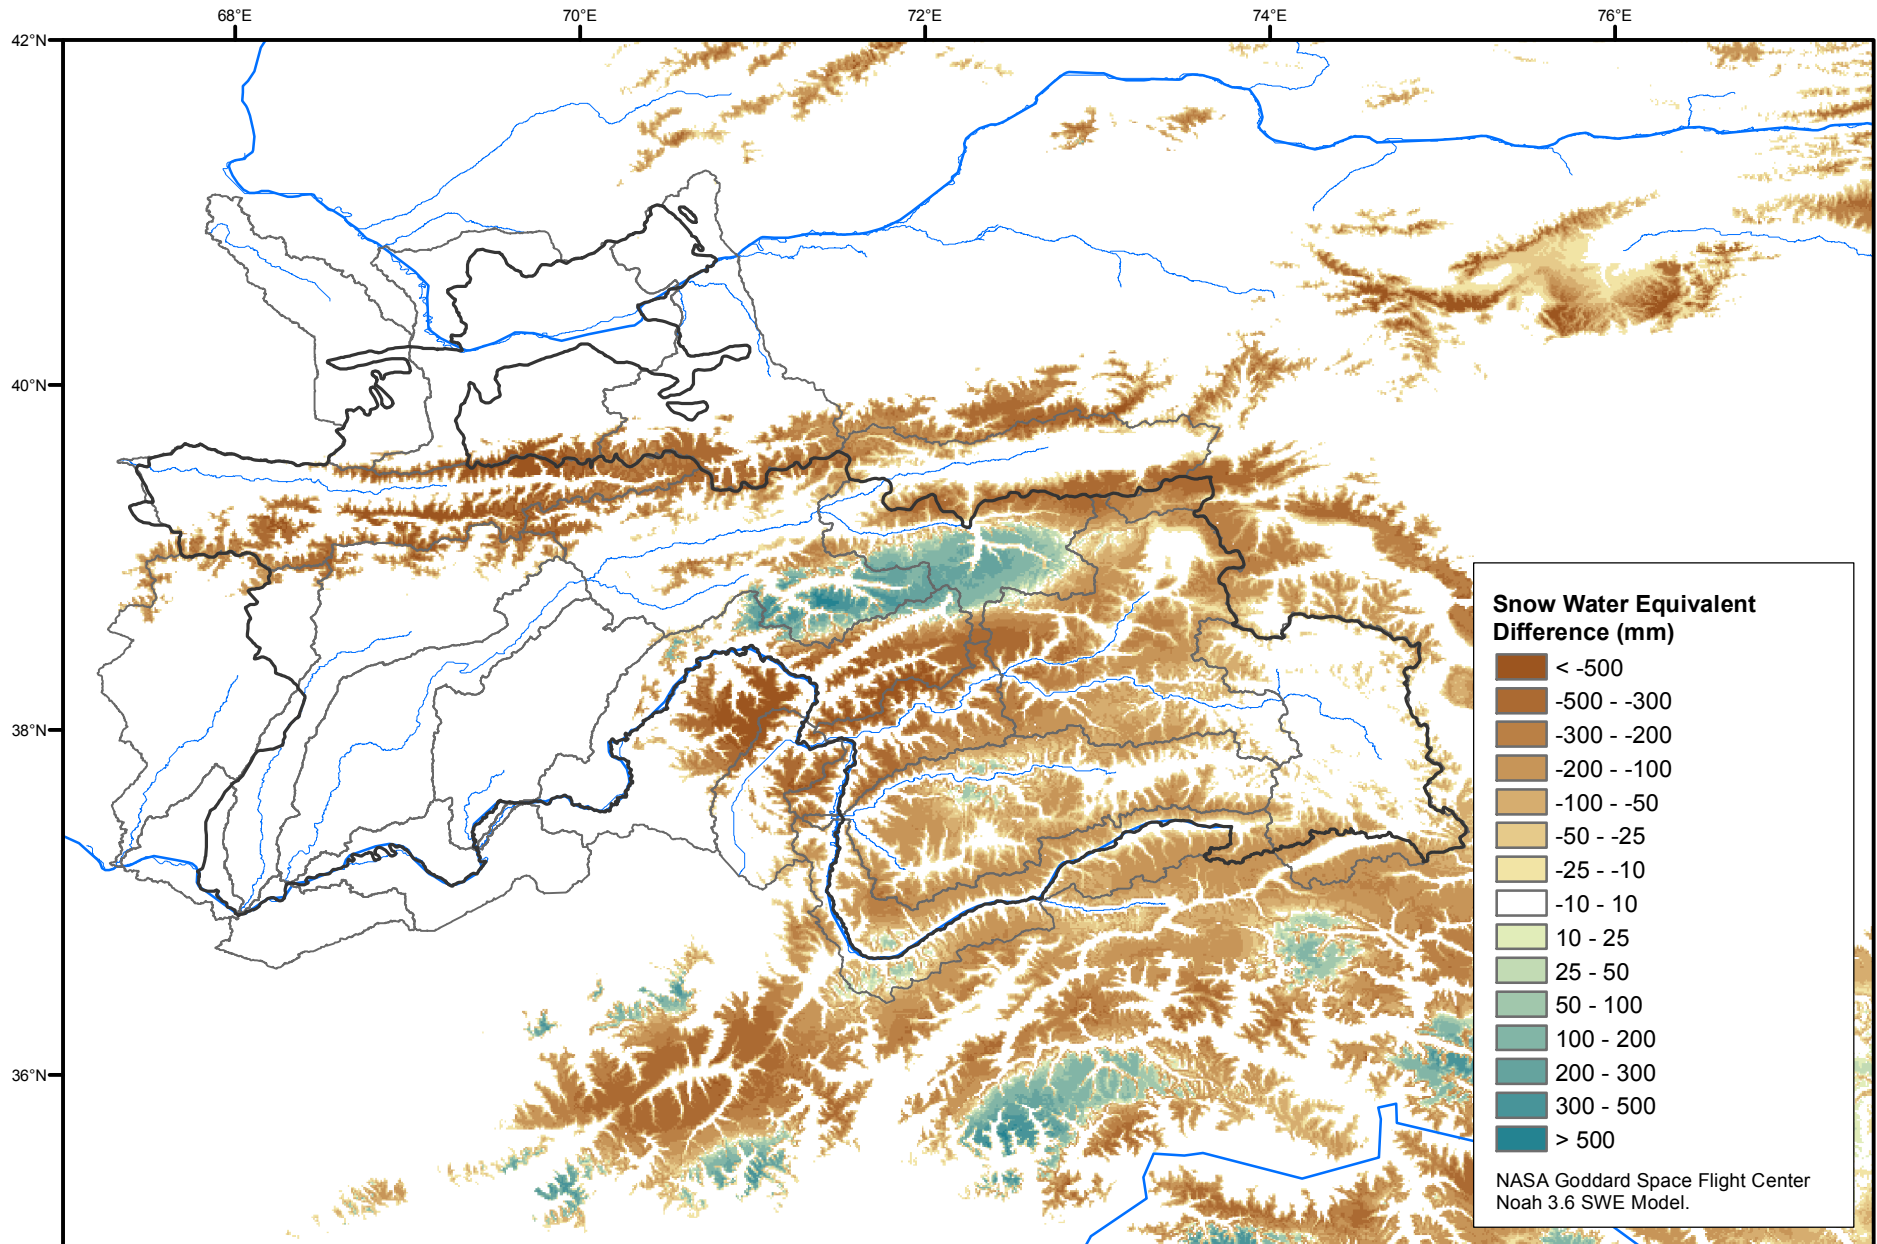 68°E 70°E 72°E 74°E 76°E
42°N
40°N
38°N
36°N
Snow Water Equivalent
Difference (mm)
< -500
-500 - -300
-300 - -200
-200 - -100
-100 - -50
-50 - -25
-25 - -10
-10 - 10
10 - 25
25 - 50
50 - 100
100 - 200
200 - 300
300 - 500
> 500
NASA Goddard Space Flight Center
Noah 3.6 SWE Model.